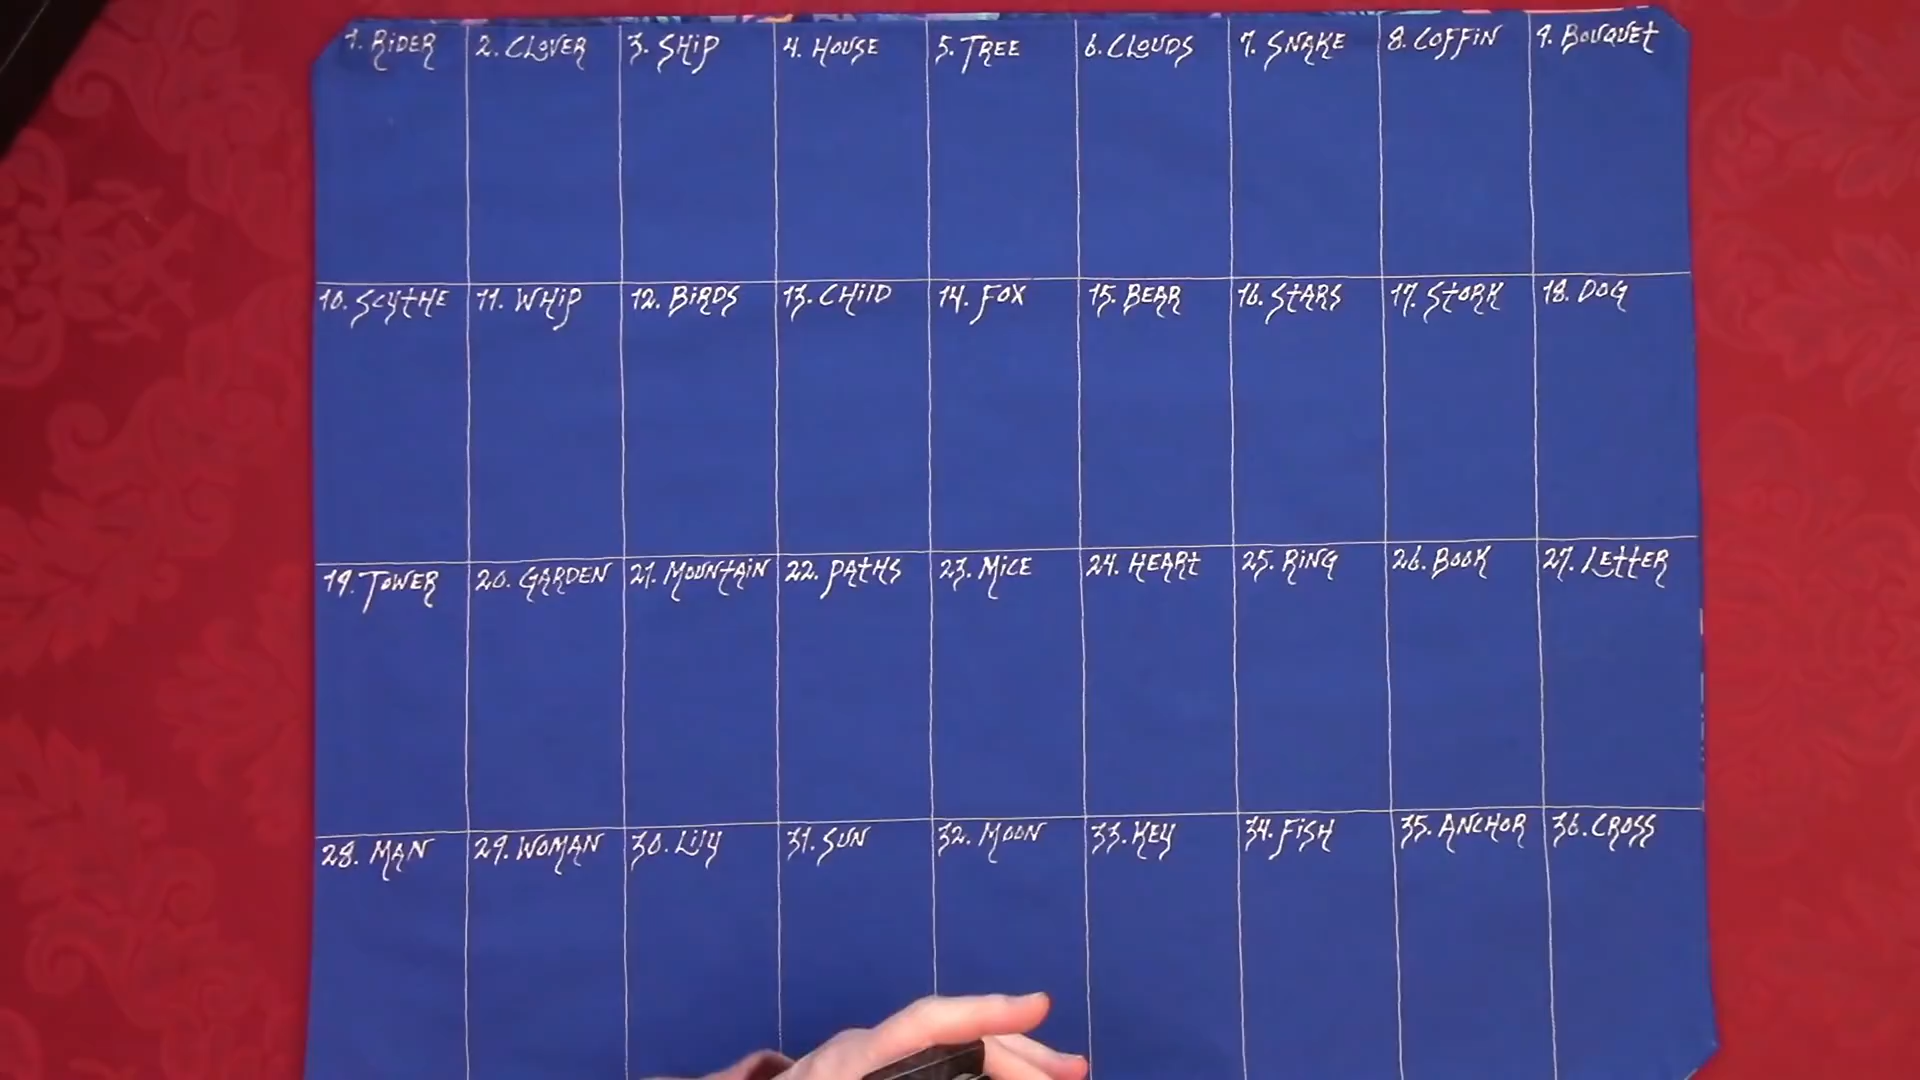 1. RiDER 2. CLOVER 3. SHip 4. HOUSE 5. TREE 6. CLOUDS 7. SNAKE 8. COFFiN 9. BOUQUEt
10. SCytHE 11. WHip 12. BiRDS 13. CHilD 14. FOX 15. BEAR 16. StARS 17. StORK 18. DOG
19. TOWER 20. GARDEN 21. MOUNtAiN 22. PAtHS 23. MiCE 24. HEARt 25. RiNG 26. BOOK 27. LEttER
28. MAN 29. WOMAN 30. Lily 31. SUN 32. MOON 33. KEy 34. FiSH 35. ANCHOR 36. CROSS